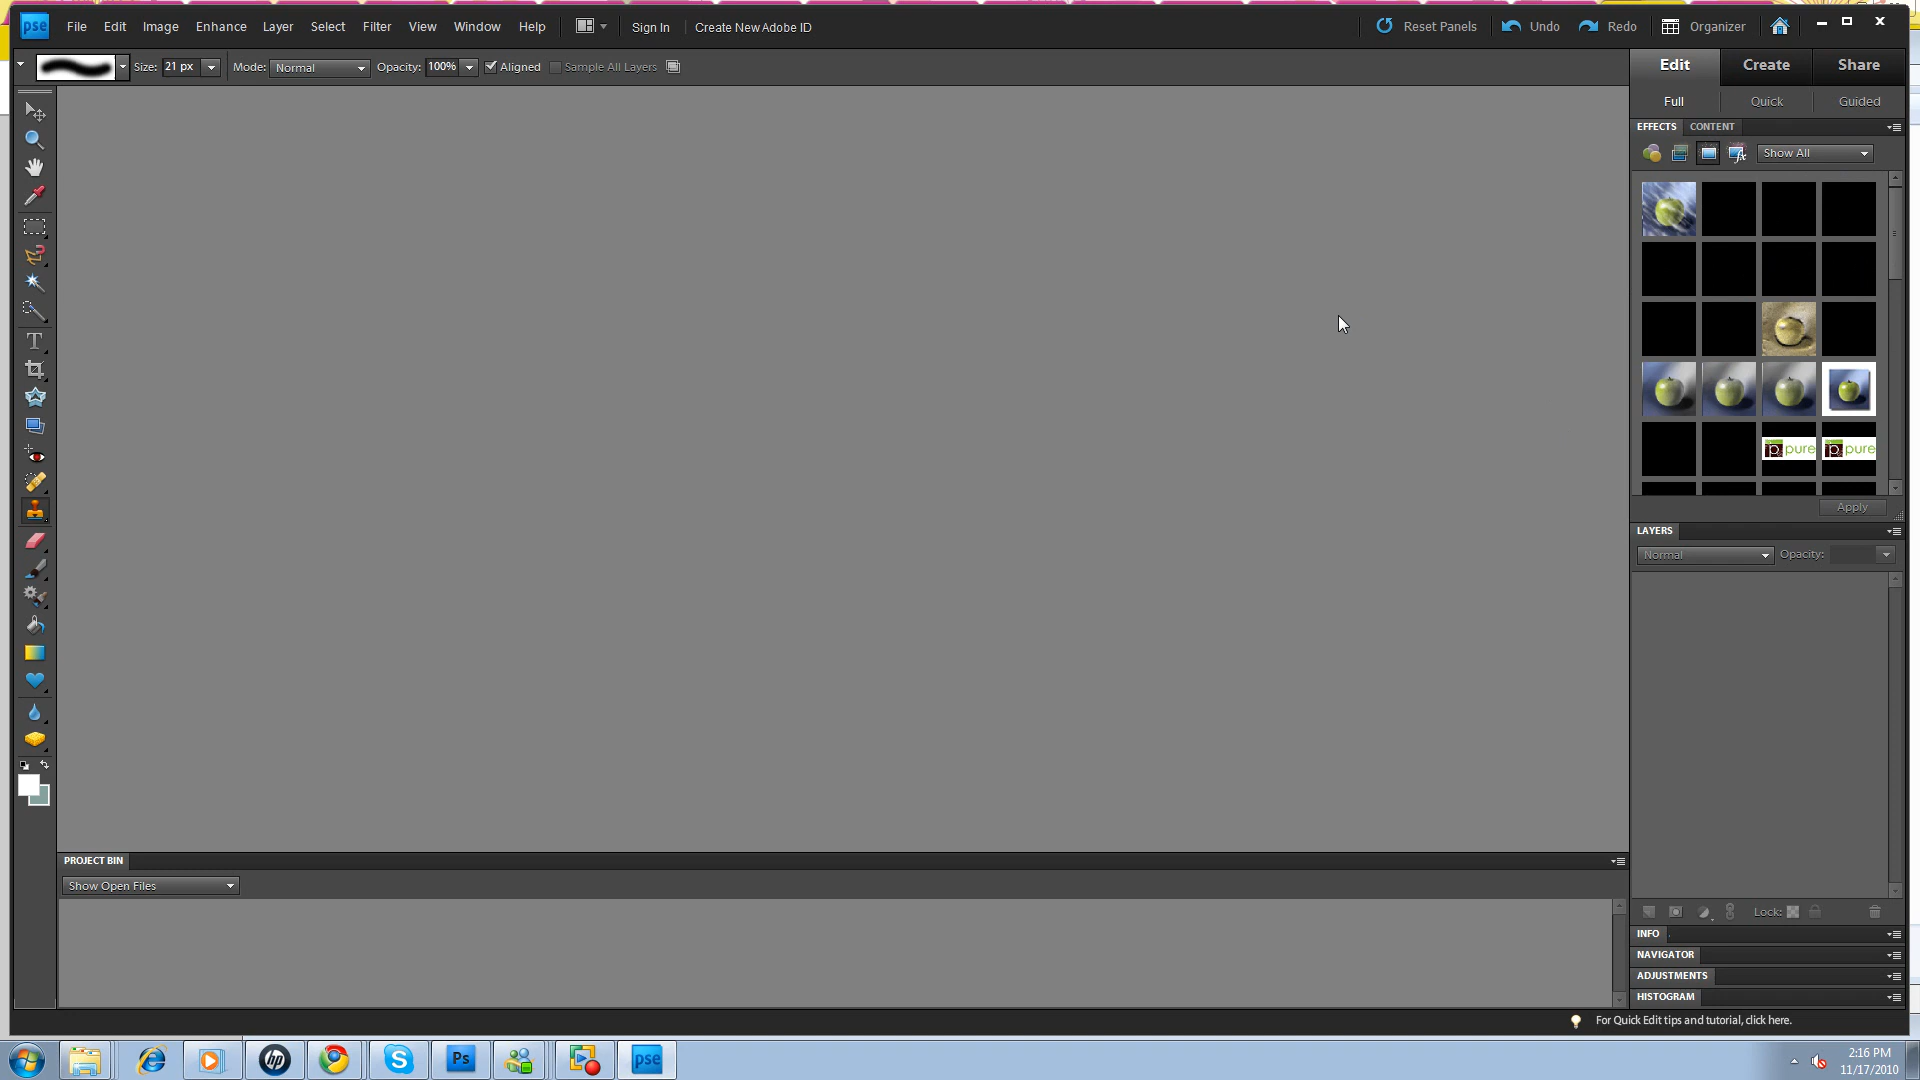 pse File Edit Image Enhance Layer Select Filter View Window Help Sign In Create New Adobe ID Reset Panels Undo Redo Organizer
Size: 21 px Mode: Normal Opacity: 100% Aligned Sample All Layers
Edit Create Share
Full Quick Guided
EFFECTS CONTENT
fx Show All
T
p pure p pure
Apply
LAYERS
Normal Opacity:
PROJECT BIN
Show Open Files
Lock:
INFO
NAVIGATOR
ADJUSTMENTS
HISTOGRAM
For Quick Edit tips and tutorial, click here.
hp S Ps pse
2:16 PM
11/17/2010